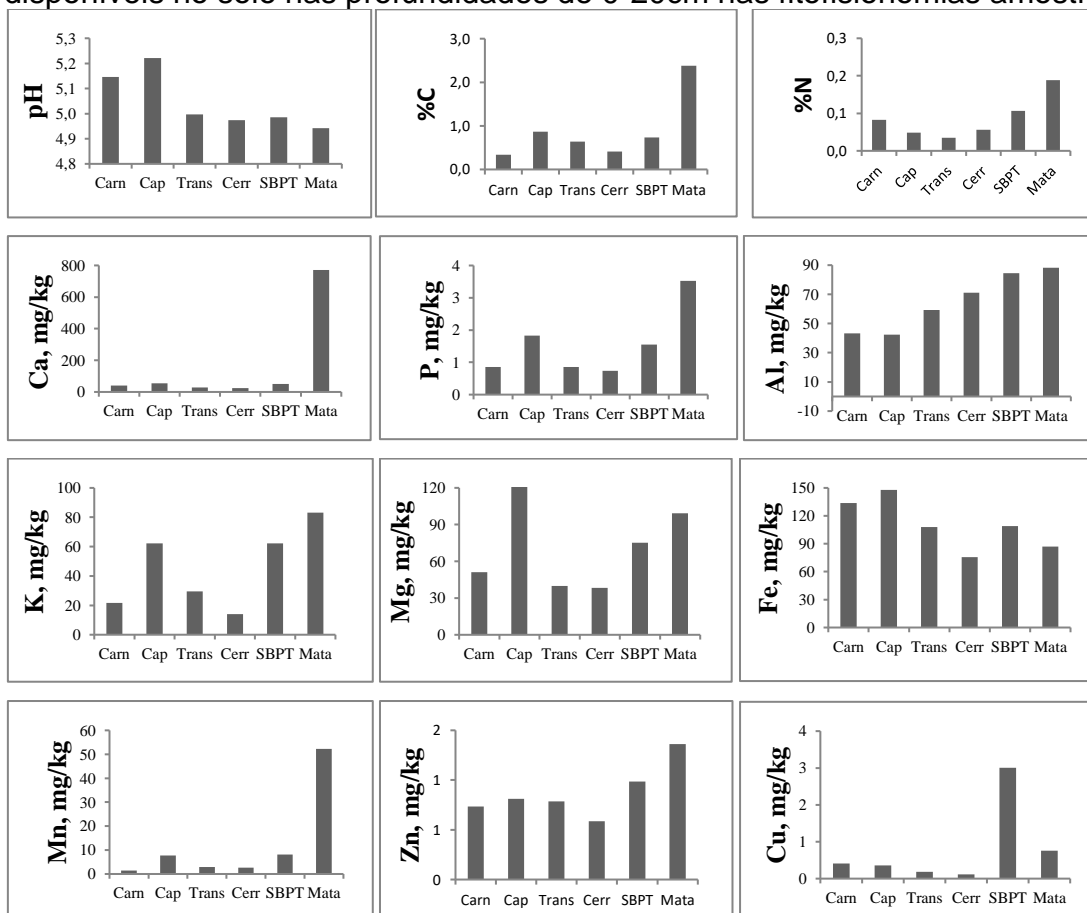 disponíveis no solo nas profundidades de 0-20cm nas fitofisionomias amostr
pH
5,3
5,2
5,1
5,0
4,9
4,8
Carn Cap Trans Cerr SBPT Mata
%C
3,0
2,0
1,0
0,0
Carn Cap Trans Cerr SBPT Mata
%N
0,3
0,2
0,1
0,0
Carn Cap Trans Cerr SBPT Mata
Ca, mg/kg
800
600
400
200
0
Carn Cap Trans Cerr SBPT Mata
P, mg/kg
4
3
2
1
0
Carn Cap Trans Cerr SBPT Mata
Al, mg/kg
90
70
50
30
10
-10
Carn Cap Trans Cerr SBPT Mata
K, mg/kg
100
80
60
40
20
0
Carn Cap Trans Cerr SBPT Mata
Mg, mg/kg
120
90
60
30
0
Carn Cap Trans Cerr SBPT Mata
Fe, mg/kg
150
120
90
60
30
0
Carn Cap Trans Cerr SBPT Mata
Mn, mg/kg
60
50
40
30
20
10
0
Carn Cap Trans Cerr SBPT Mata
Zn, mg/kg
2
1
1
0
Carn Cap Trans Cerr SBPT Mata
Cu, mg/kg
4
3
2
1
0
Carn Cap Trans Cerr SBPT Mata